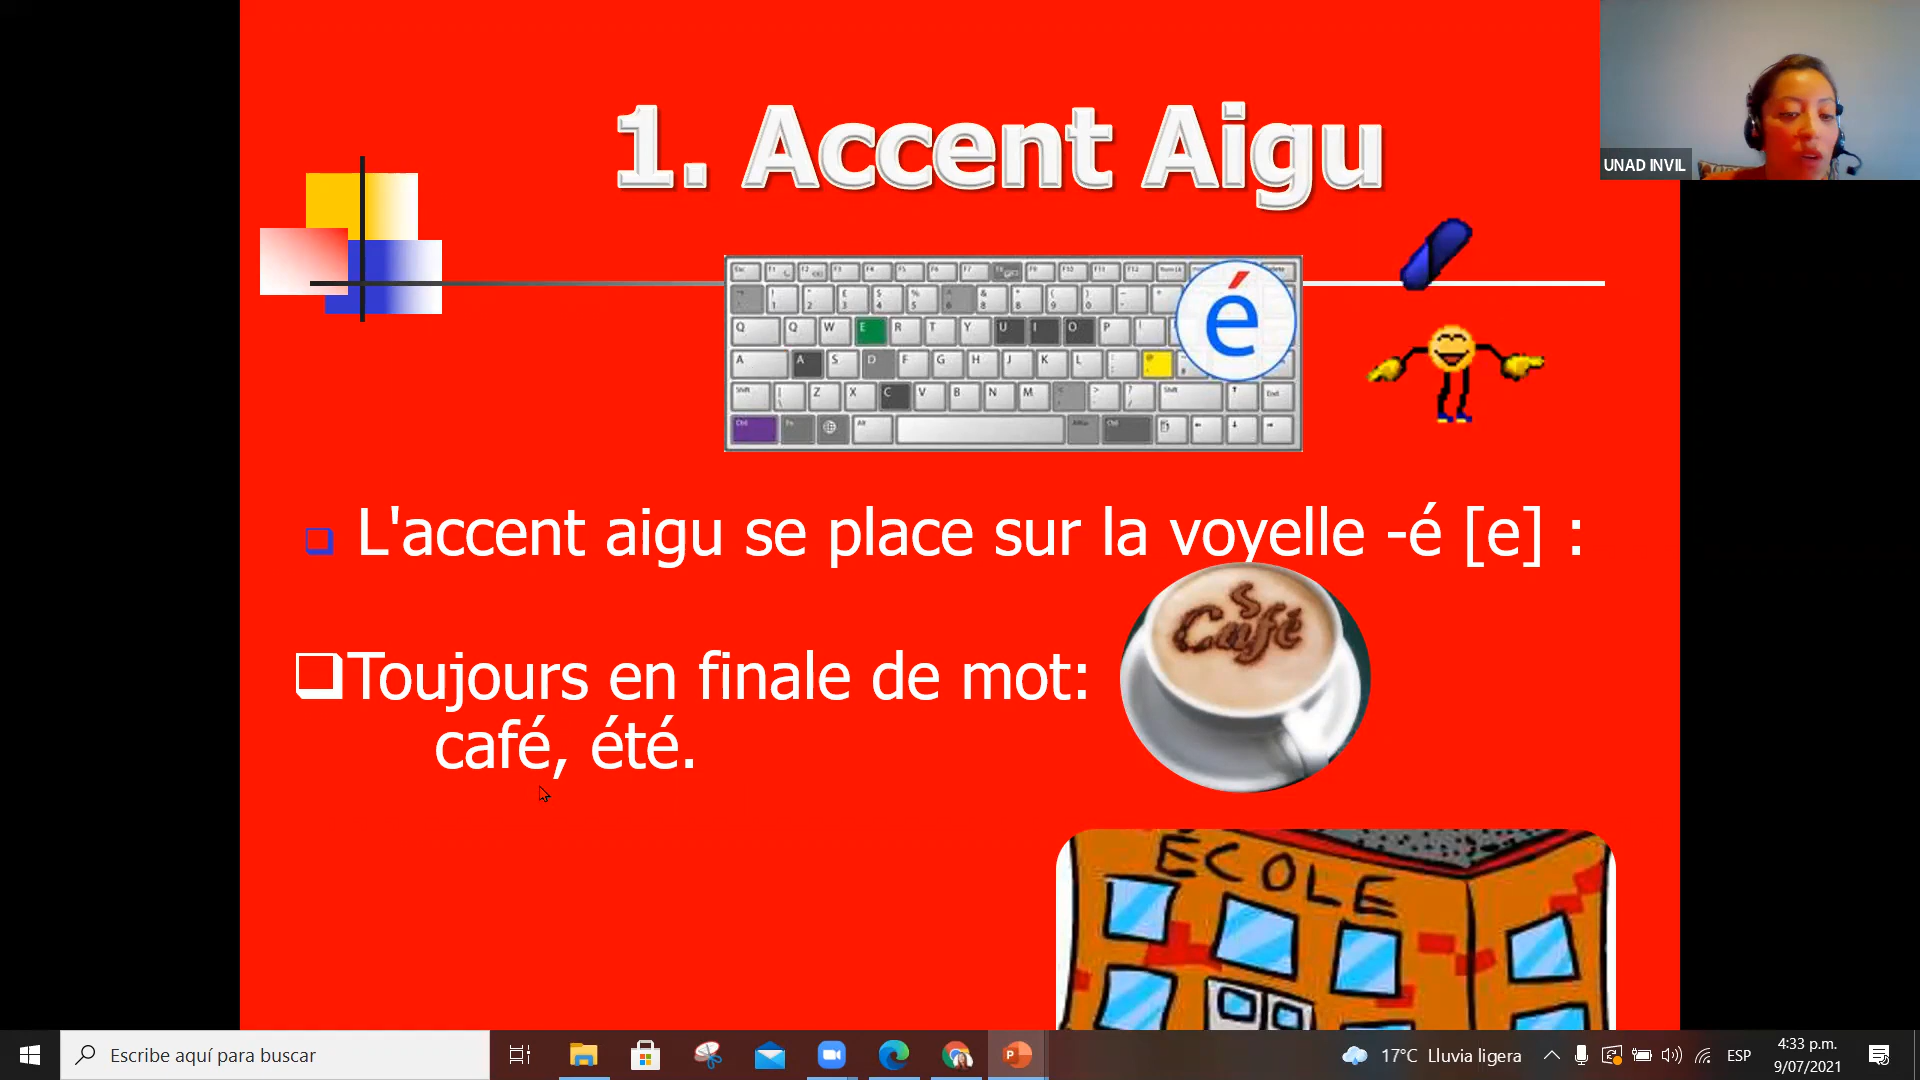 1. Accent Aigu
UNAD INVIL
é
Q Q W E R T Y U I O P
A A S D F G H J K L
Z X C V B N M
L'accent aigu se place sur la voyelle -é [e] :
Café
Toujours en finale de mot:
café, été.
ECOLE
Escribe aquí para buscar
17°C Lluvia ligera
ESP
4:33 p.m.
9/07/2021